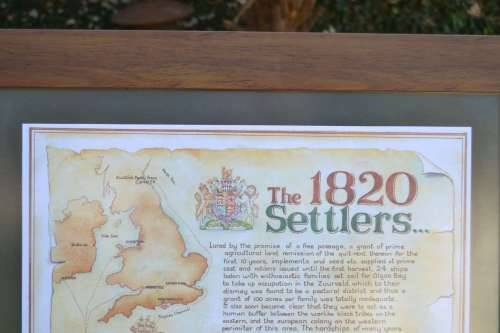 The 1820
Settlers...
Lured by the promise of a free passage, a grant of prime
agricultural land, remission of the quit-rent thereon for the
first 10 years, implements and seed etc. supplied at prime
cost and rations issued until the first harvest, 24 ships
laden with enthusiastic families set sail for Algoa Bay
to take up occupation in the Zuurveld, which to their
dismay was found to be a pastoral district and thus a
grant of 100 acres per family was totally inadequate.
It also soon became clear that they were to act as a
human buffer between the warlike black tribes on the
eastern, and the european colony on the western
perimeter of this area. The hardships of many years